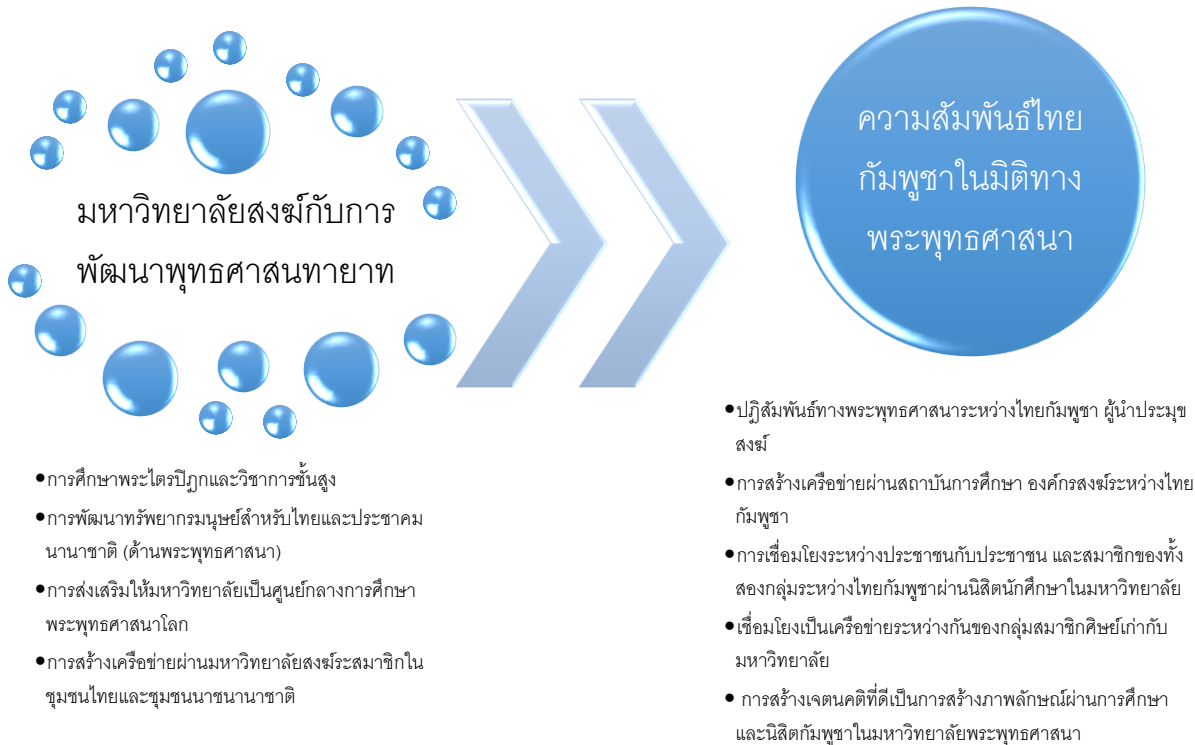 มหาวิทยาลัยสงฆ์กับการ
พัฒนาพุทธศาสนทายาท
●การศึกษาพระไตรปิฎกและวิชาการชั้นสูง
●การพัฒนาทรัพยากรมนุษย์สำหรับไทยและประชาคม
นานาชาติ (ด้านพระพุทธศาสนา)
●การส่งเสริมให้มหาวิทยาลัยเป็นศูนย์กลางการศึกษา
พระพุทธศาสนาโลก
●การสร้างเครือข่ายผ่านมหาวิทยาลัยสงฆ์ระสมาชิกใน
ชุมชนไทยและชุมชนนาชนานาชาติ
ความสัมพันธ์ไทย
กัมพูชาในมิติทาง
พระพุทธศาสนา
●ปฏิสัมพันธ์ทางพระพุทธศาสนาระหว่างไทยกัมพูชา ผู้นำประมุข
สงฆ์
●การสร้างเครือข่ายผ่านสถาบันการศึกษา องค์กรสงฆ์ระหว่างไทย
กัมพูชา
●การเชื่อมโยงระหว่างประชาชนกับประชาชน และสมาชิกของทั้ง
สองกลุ่มระหว่างไทยกัมพูชาผ่านนิสิตนักศึกษาในมหาวิทยาลัย
●เชื่อมโยงเป็นเครือข่ายระหว่างกันของกลุ่มสมาชิกศิษย์เก่ากับ
มหาวิทยาลัย
● การสร้างเจตนคติที่ดีเป็นการสร้างภาพลักษณ์ผ่านการศึกษา
และนิสิตกัมพูชาในมหาวิทยาลัยพระพุทธศาสนา